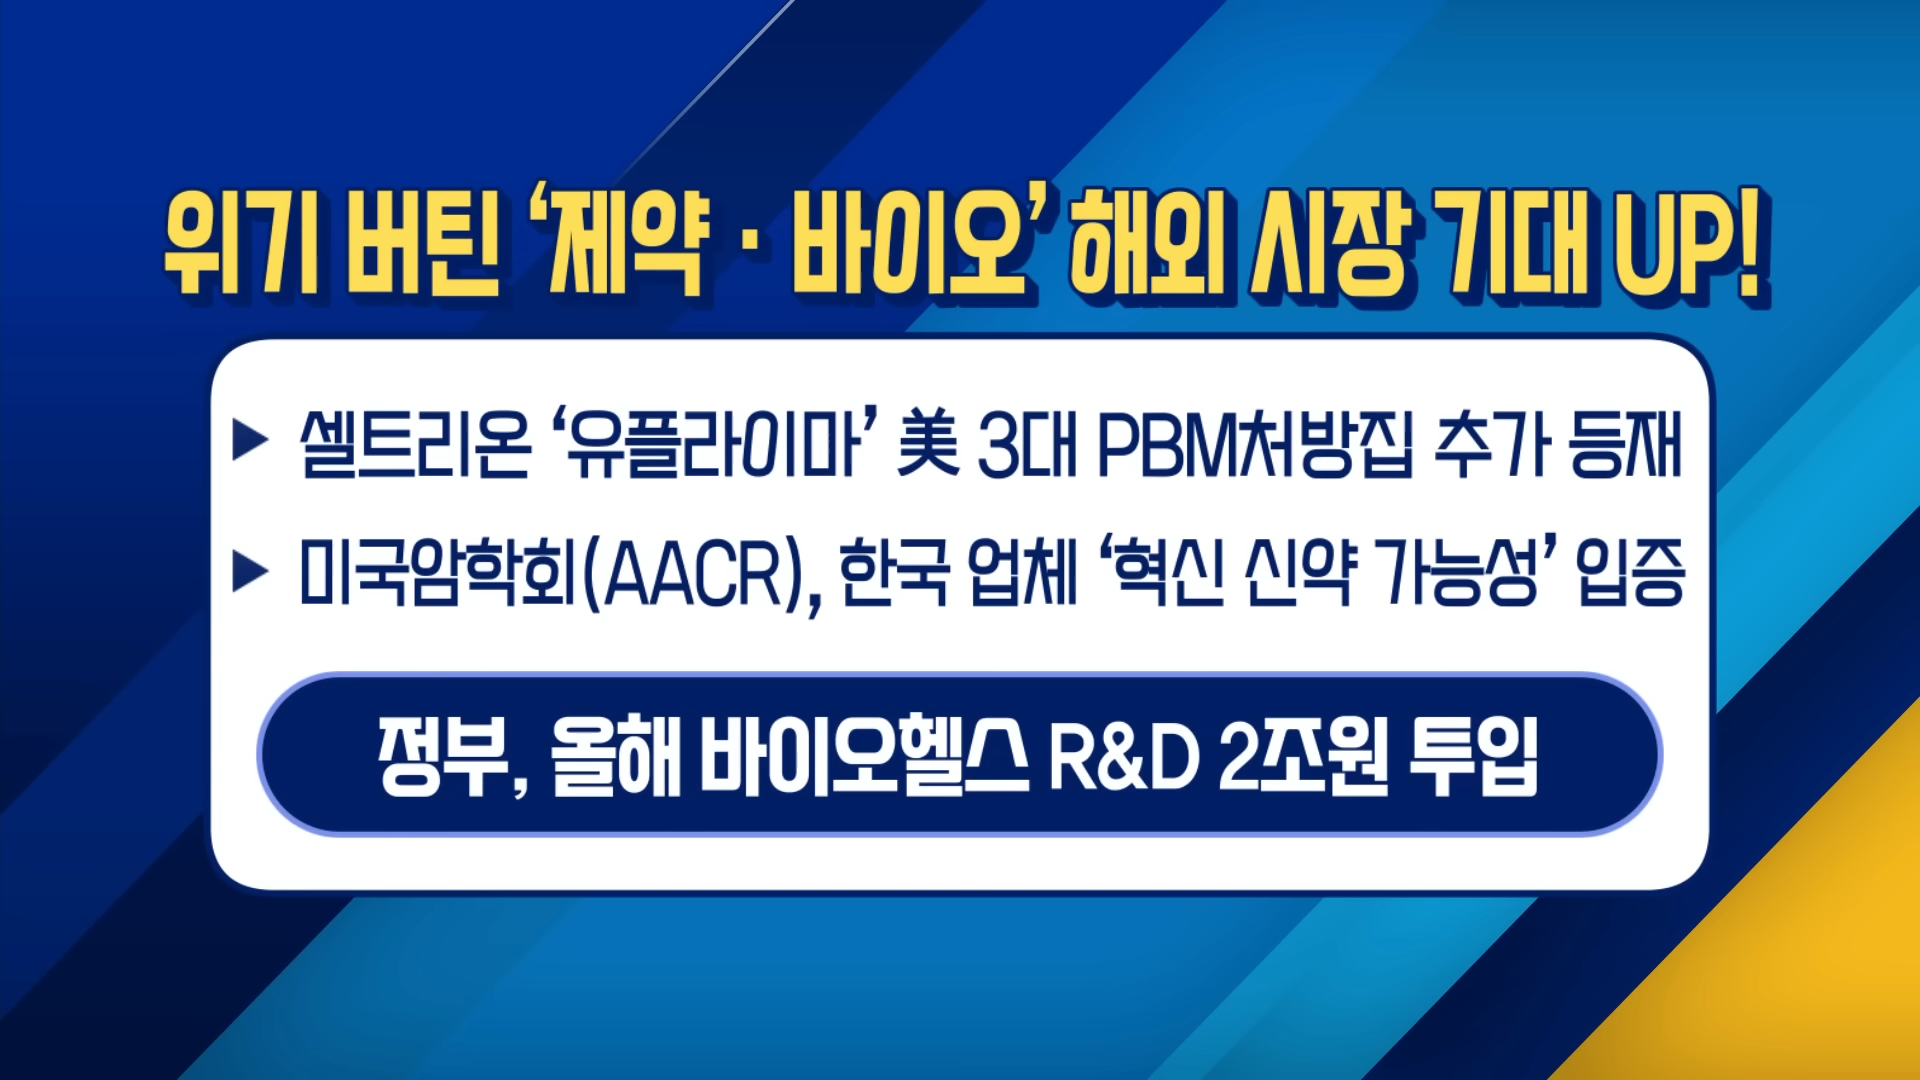 위기 버틴 ‘제약·바이오’ 해외 시장 기대 UP!
▶ 셀트리온 ‘유플라이마’ 美 3대 PBM처방집 추가 등재
▶ 미국암학회(AACR), 한국 업체 ‘혁신 신약 가능성’ 입증
정부, 올해 바이오헬스 R&D 2조원 투입